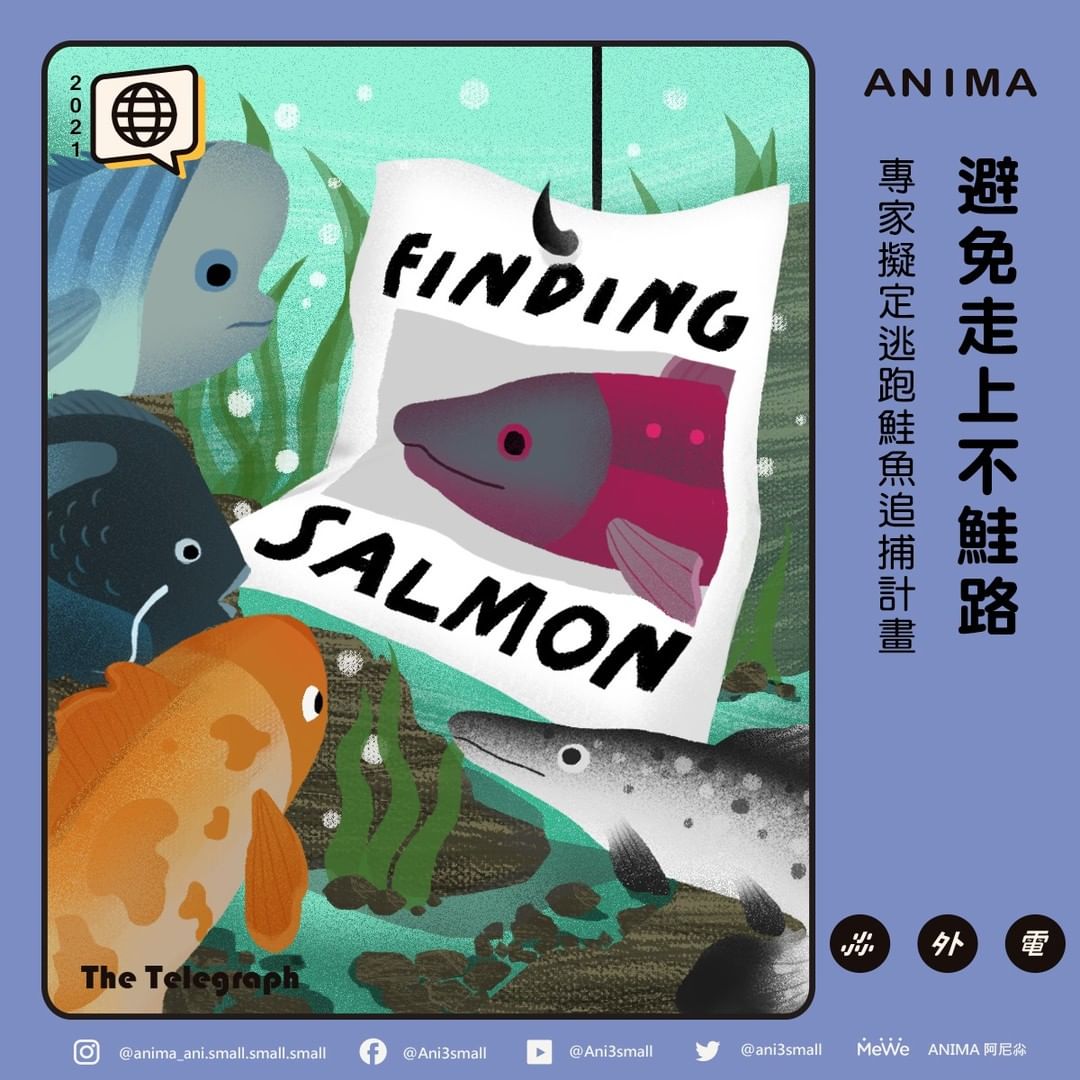 2021
FINDING
SALMON
The Telegraph
ANIMA
避免走上不鮭路
專家擬定逃跑鮭魚追捕計畫
尛外電
@anima_ani.small.small.small
@Ani3small
@Ani3small
@ani3small
MeWe
ANIMA 阿尼尛